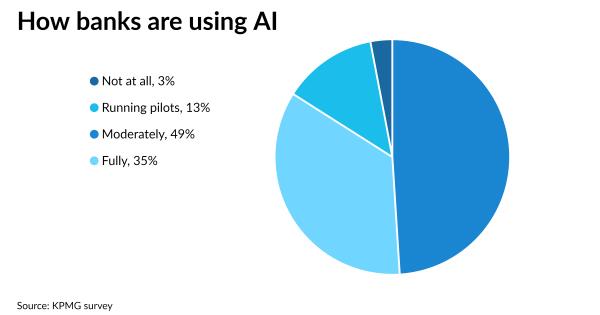 How banks are using AI
Not at all, 3%
Running pilots, 13%
Moderately, 49%
Fully, 35%
Source: KPMG survey